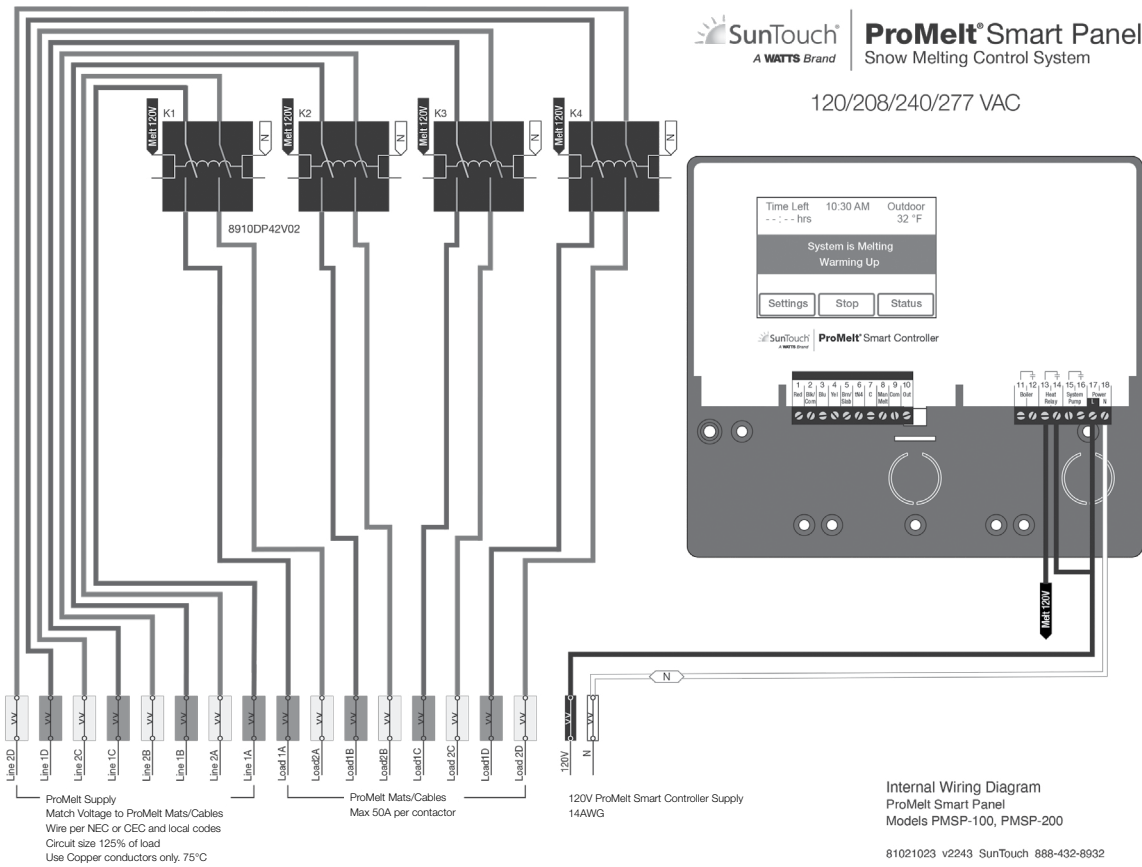 SunTouch®
A WATTS Brand
ProMelt® Smart Panel
Snow Melting Control System
120/208/240/277 VAC
Melt 120V
K1
N
Melt 120V
K2
N
Melt 120V
K3
N
Melt 120V
K4
N
8910DP42V02
Time Left 10:30 AM Outdoor
- - : - - hrs 32 °F
System is Melting
Warming Up
Settings Stop Status
SunTouch®
A WATTS Brand
ProMelt® Smart Controller
1 2 3 4 5 6 7 8 9 10
Red Blk/Com Blu Yel Brn/Slab tN4 C Man Melt Com Out
11 12 13 14 15 16 17 18
Boiler Heat Relay System Pump Power
L N
Melt 120V
N
Line 2D
Line 1D
Line 2C
Line 1C
Line 2B
Line 1B
Line 2A
Line 1A
Load 1A
Load2A
Load1B
Load2B
Load1C
Load 2C
Load1D
Load 2D
120V
N
ProMelt Supply
Match Voltage to ProMelt Mats/Cables
Wire per NEC or CEC and local codes
Circuit size 125% of load
Use Copper conductors only. 75°C
ProMelt Mats/Cables
Max 50A per contactor
120V ProMelt Smart Controller Supply
14AWG
Internal Wiring Diagram
ProMelt Smart Panel
Models PMSP-100, PMSP-200
81021023 v2243 SunTouch 888-432-8932